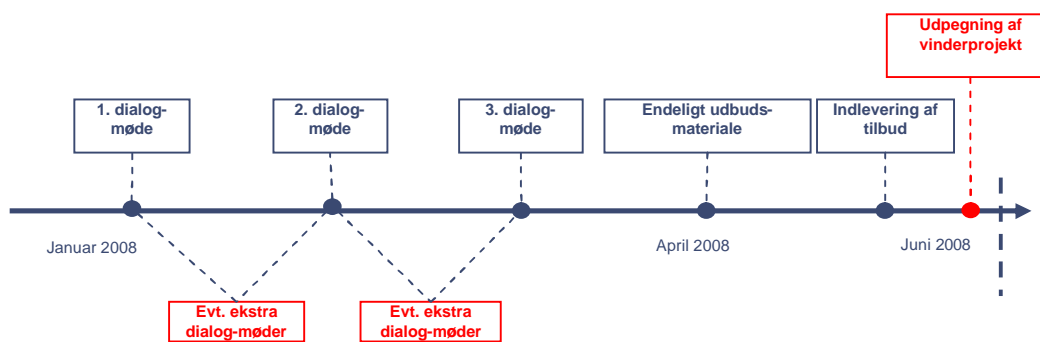 Udpegning af
vinderprojekt
1. dialog-
møde
2. dialog-
møde
3. dialog-
møde
Endeligt udbuds-
materiale
Indlevering af
tilbud
Januar 2008
April 2008
Juni 2008
Evt. ekstra
dialog-møder
Evt. ekstra
dialog-møder